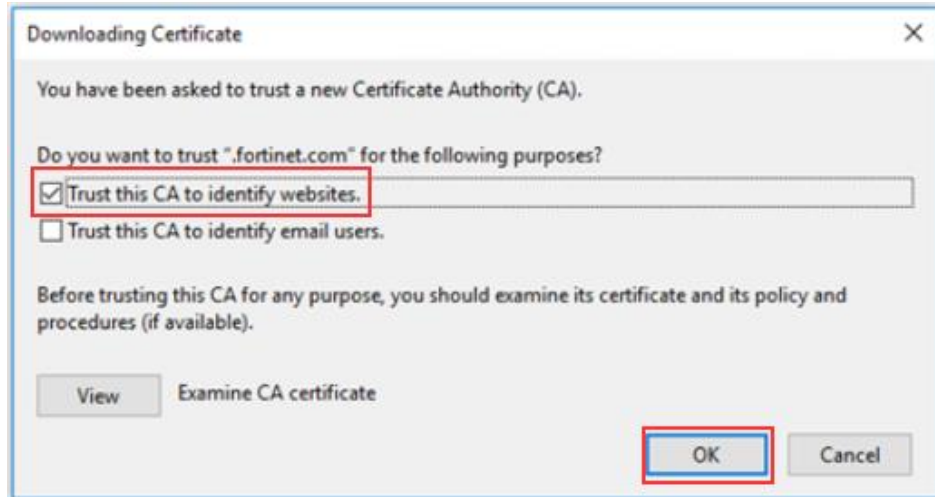 Downloading Certificate
You have been asked to trust a new Certificate Authority (CA).
Do you want to trust ".fortinet.com" for the following purposes?
Trust this CA to identify websites.
Trust this CA to identify email users.
Before trusting this CA for any purpose, you should examine its certificate and its policy and
procedures (if available).
View Examine CA certificate
OK Cancel